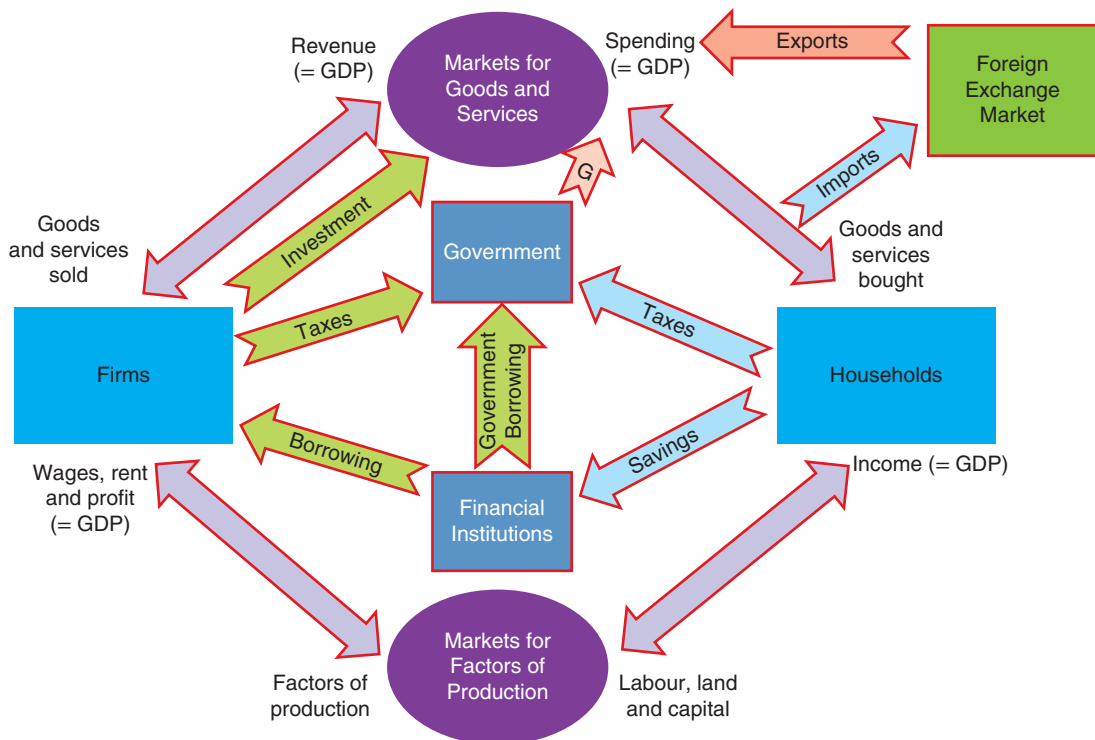 Revenue
(= GDP)
Markets for
Goods and
Services
Spending
(= GDP)
Exports
Foreign
Exchange
Market
Imports
G
Goods
and services
sold
Investment
Government
Goods and
services
bought
Taxes
Taxes
Firms
Households
Government
Borrowing
Borrowing
Savings
Wages, rent
and profit
(= GDP)
Financial
Institutions
Income (= GDP)
Markets for
Factors of
Production
Factors of
production
Labour, land
and capital